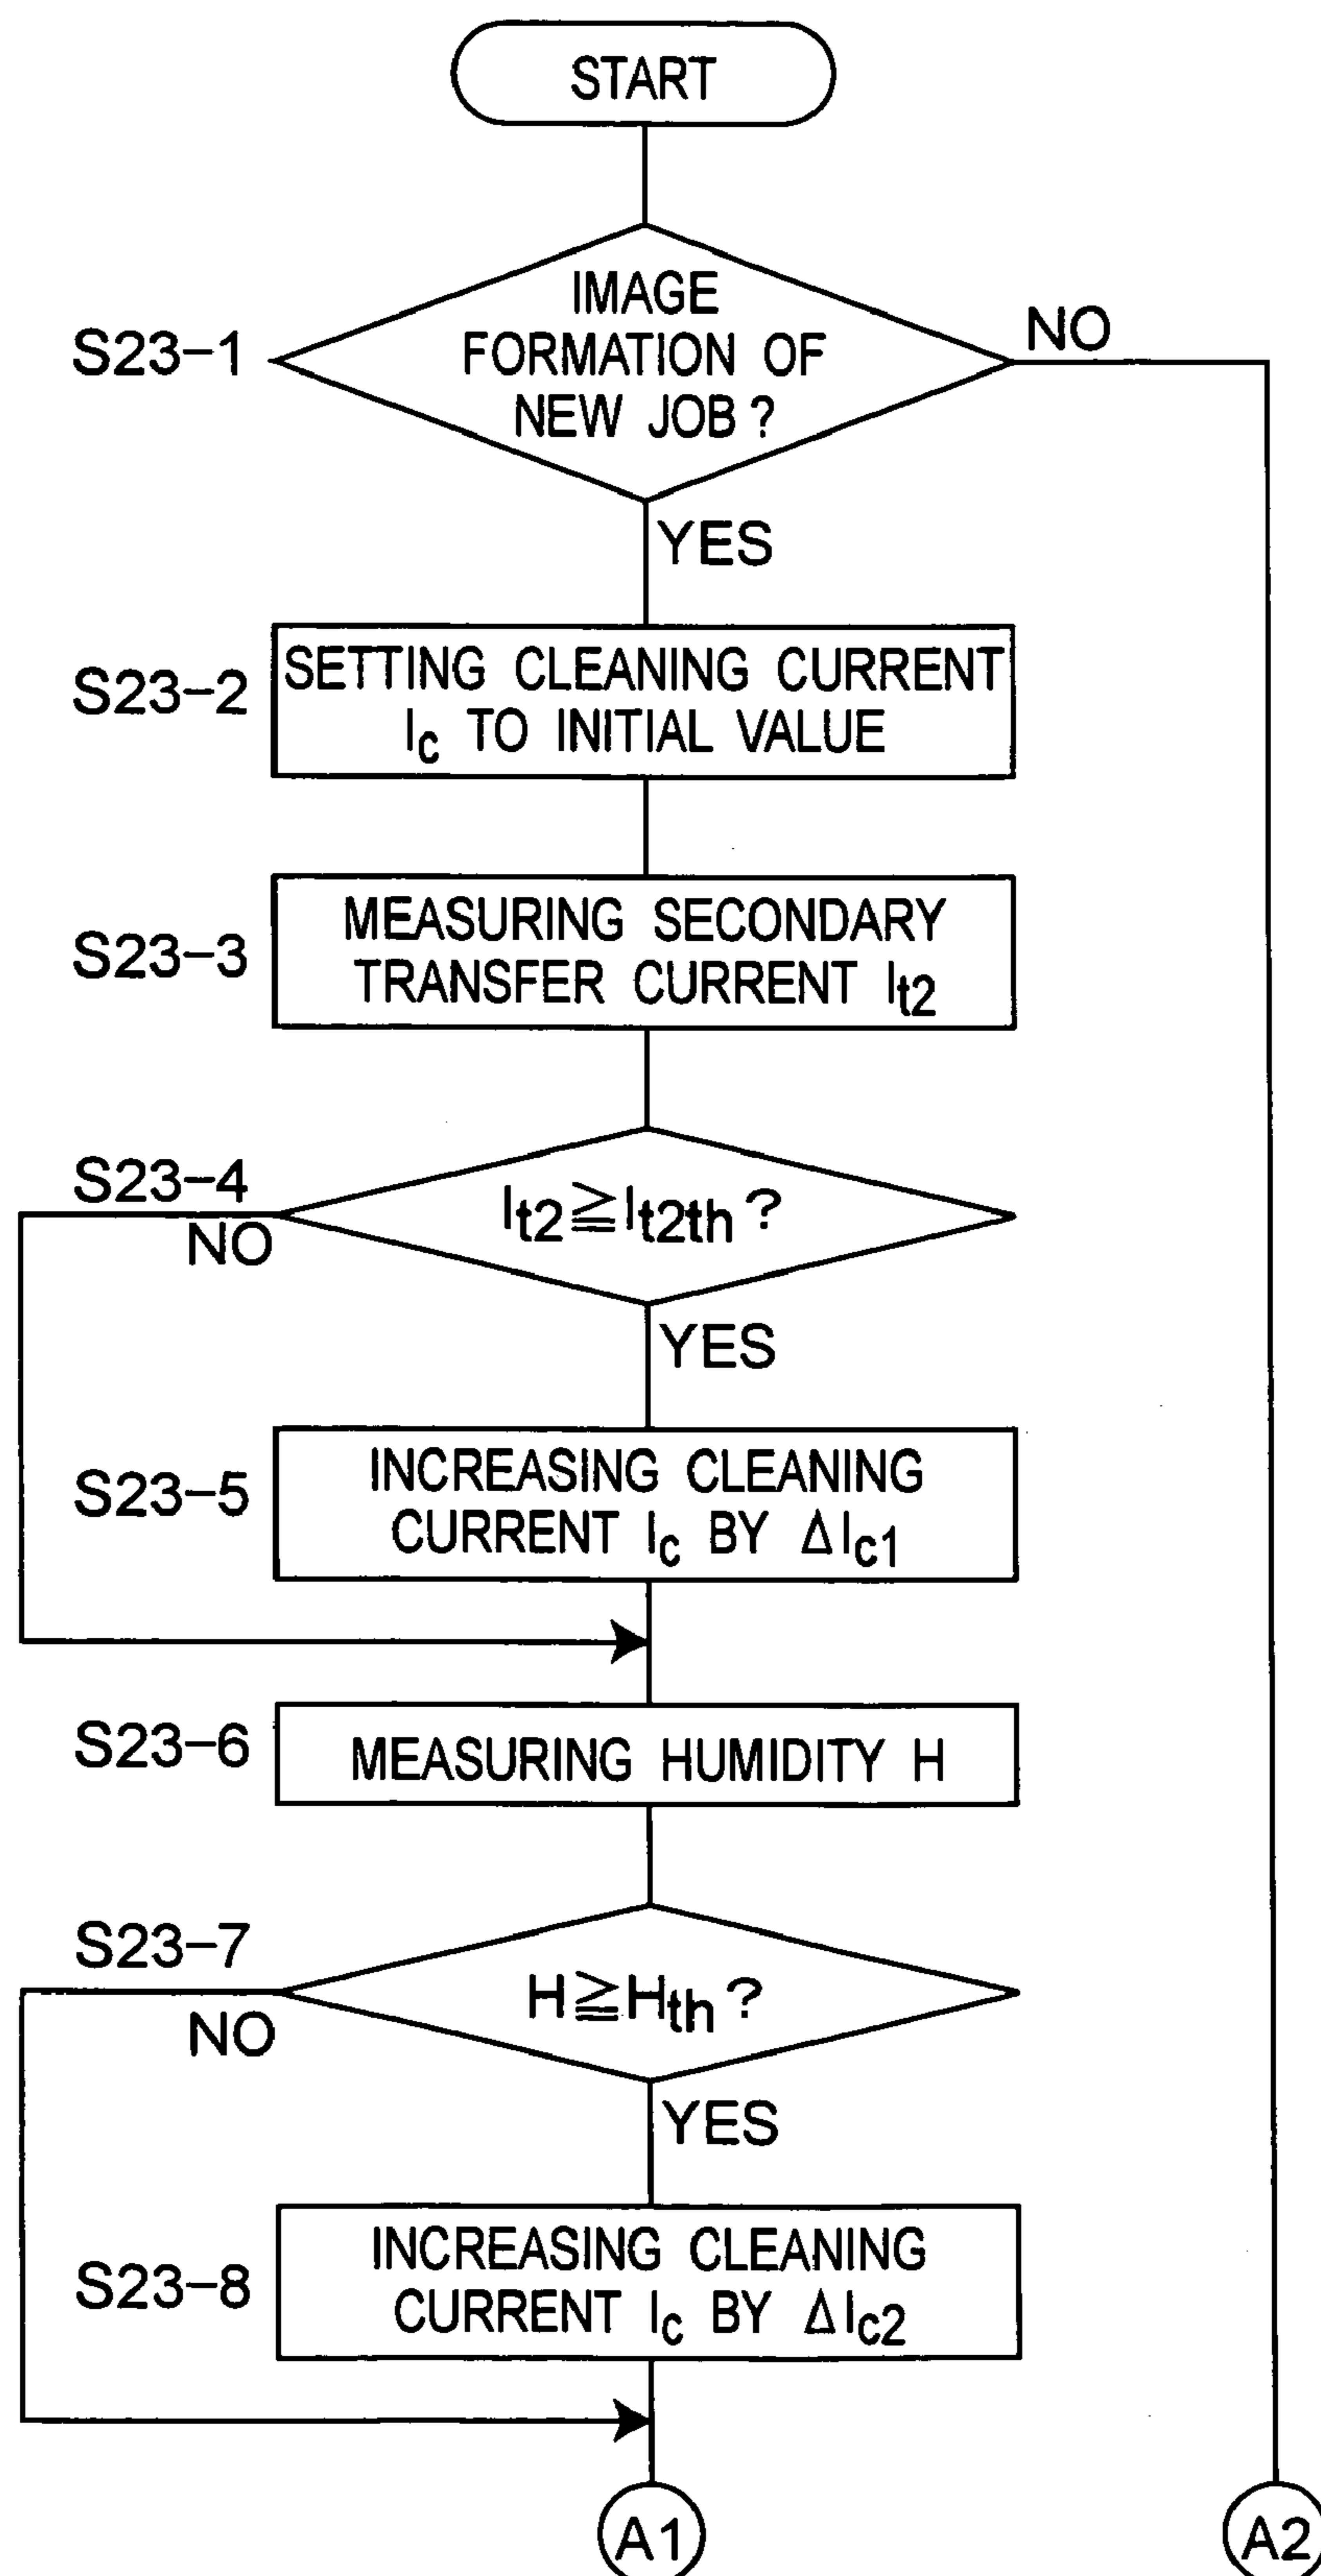 START
IMAGE
FORMATION OF
NEW JOB?
S23-1
NO
YES
S23-2
SETTING CLEANING CURRENT
Ic TO INITIAL VALUE
S23-3
MEASURING SECONDARY
TRANSFER CURRENT It2
S23-4
NO
It2≧It2th?
YES
S23-5
INCREASING CLEANING
CURRENT Ic BY ΔIc1
S23-6
MEASURING HUMIDITY H
S23-7
NO
H≧Hth?
YES
S23-8
INCREASING CLEANING
CURRENT Ic BY ΔIc2
A1
A2